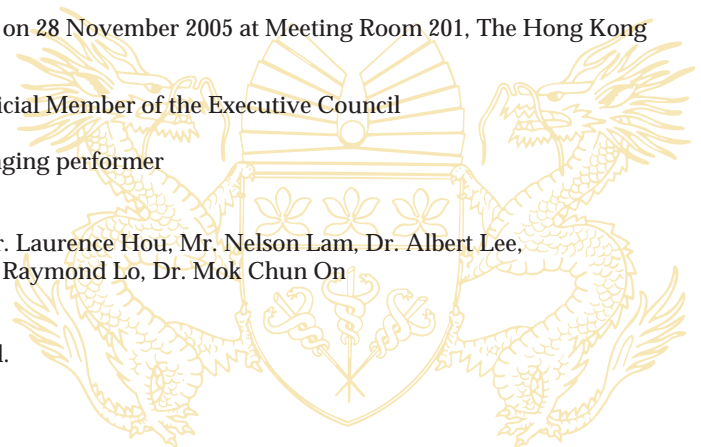 on 28 November 2005 at Meeting Room 201, The Hong Kong
icial Member of the Executive Council
ging performer
r. Laurence Hou, Mr. Nelson Lam, Dr. Albert Lee,
Raymond Lo, Dr. Mok Chun On
l.